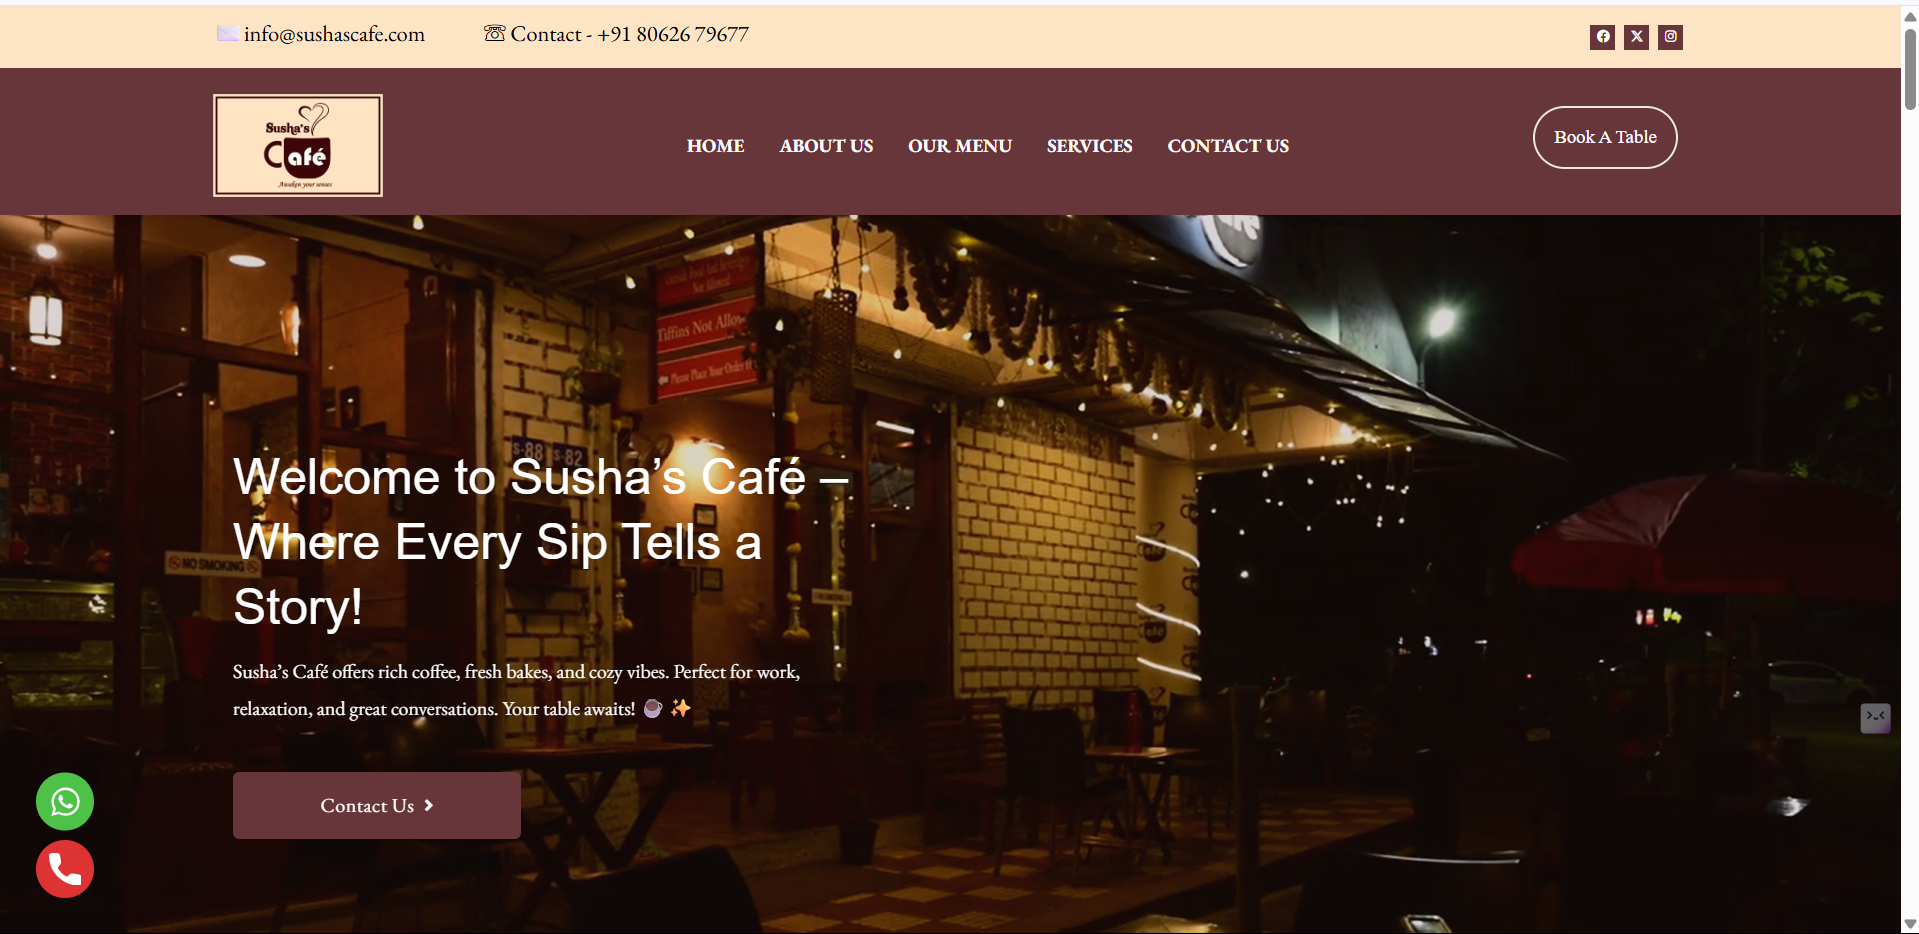 info@sushascafe.com
Contact - +91 80626 79677
Susha's
Café
Awaken your senses
HOME
ABOUT US
OUR MENU
SERVICES
CONTACT US
Book A Table
Tiffins Not Allow
Please Place Your Order
S-88 S-82
Welcome to Susha’s Café –
Where Every Sip Tells a
Story!
NO SMOKING
Susha’s Café offers rich coffee, fresh bakes, and cozy vibes. Perfect for work,
relaxation, and great conversations. Your table awaits! ☕ ✨
Contact Us